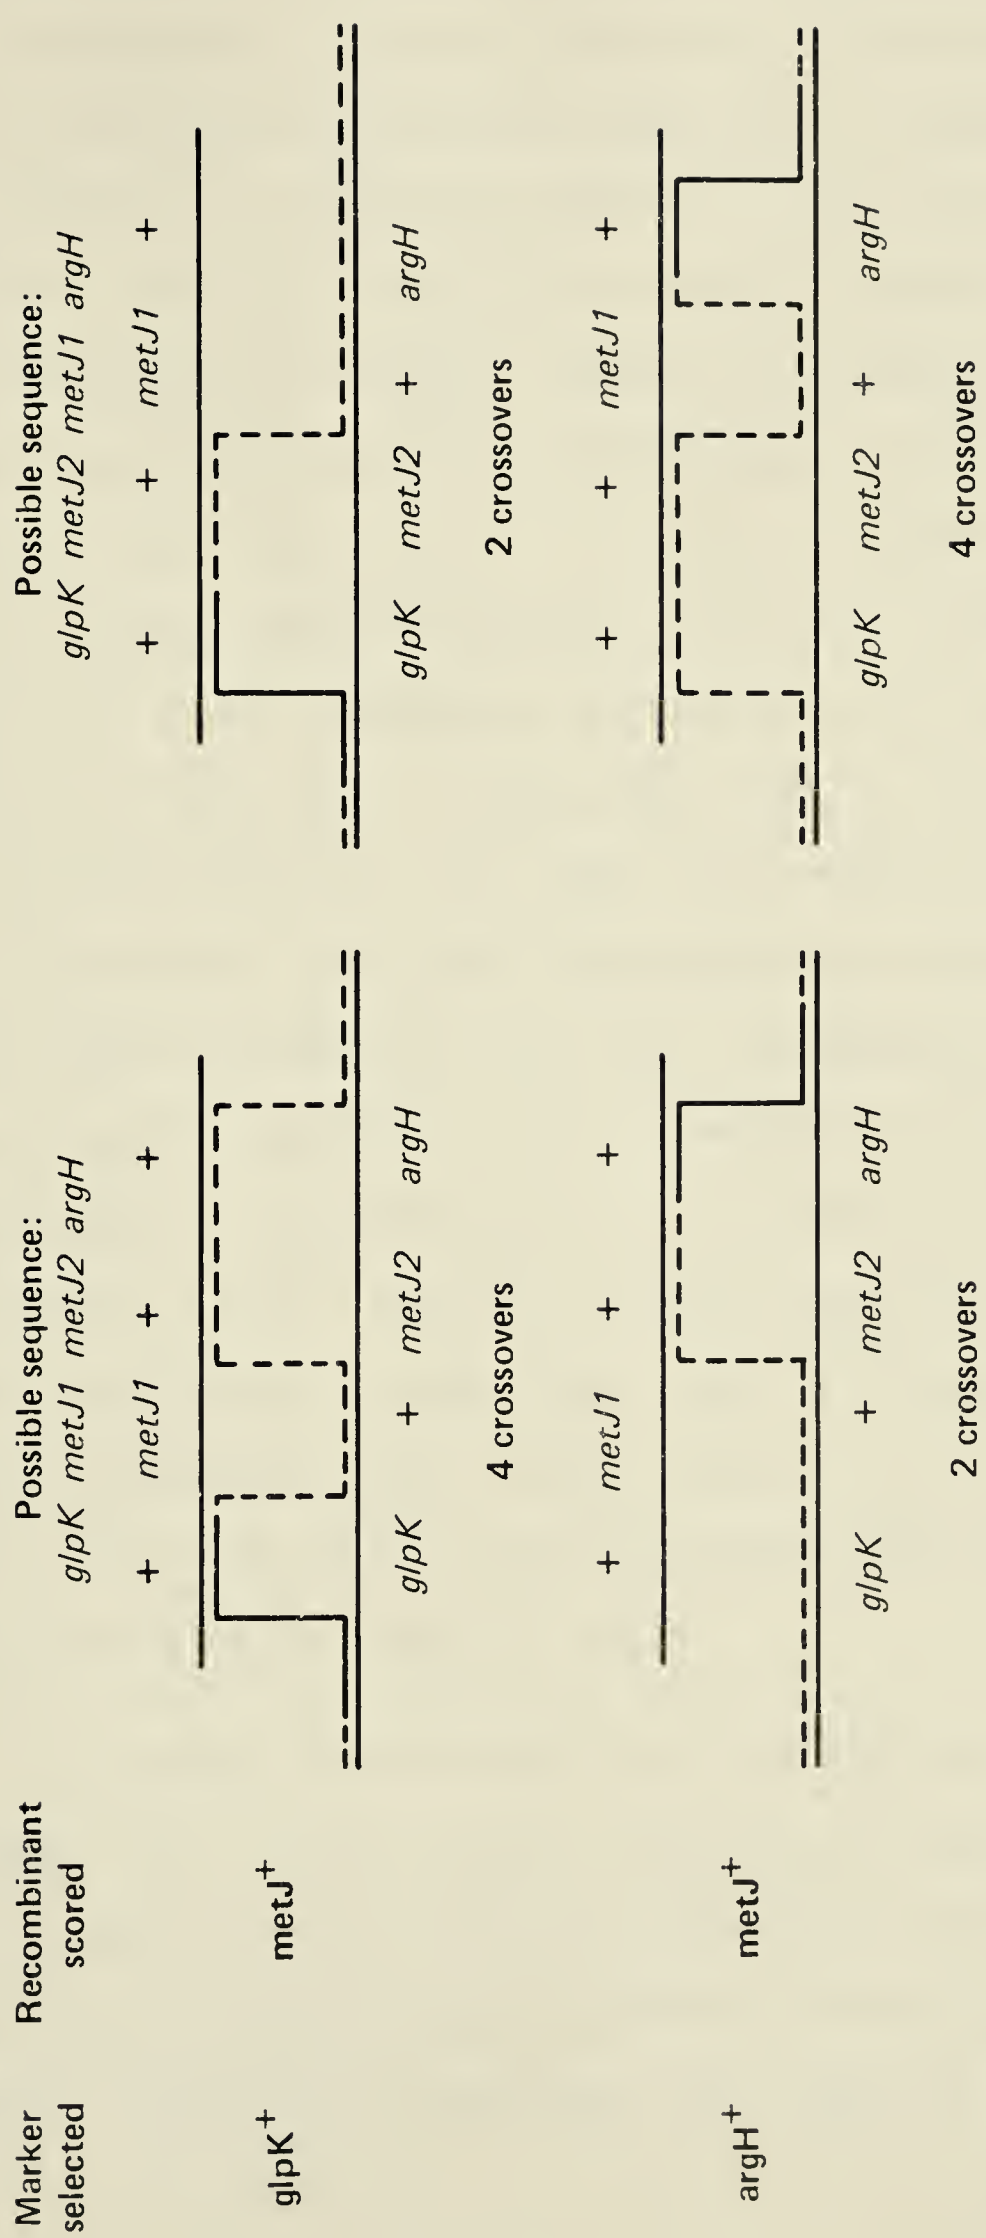 Marker selected
Recombinant scored
Possible sequence:
glpK metJ1 metJ2 argH
Possible sequence:
glpK metJ2 metJ1 argH
glpK+
metJ+
+ metJ1 + +
glpK + metJ2 argH
4 crossovers
+ + metJ1 +
glpK metJ2 + argH
2 crossovers
argH+
metJ+
+ metJ1 + +
glpK + metJ2 argH
2 crossovers
+ + metJ1 +
glpK metJ2 + argH
4 crossovers